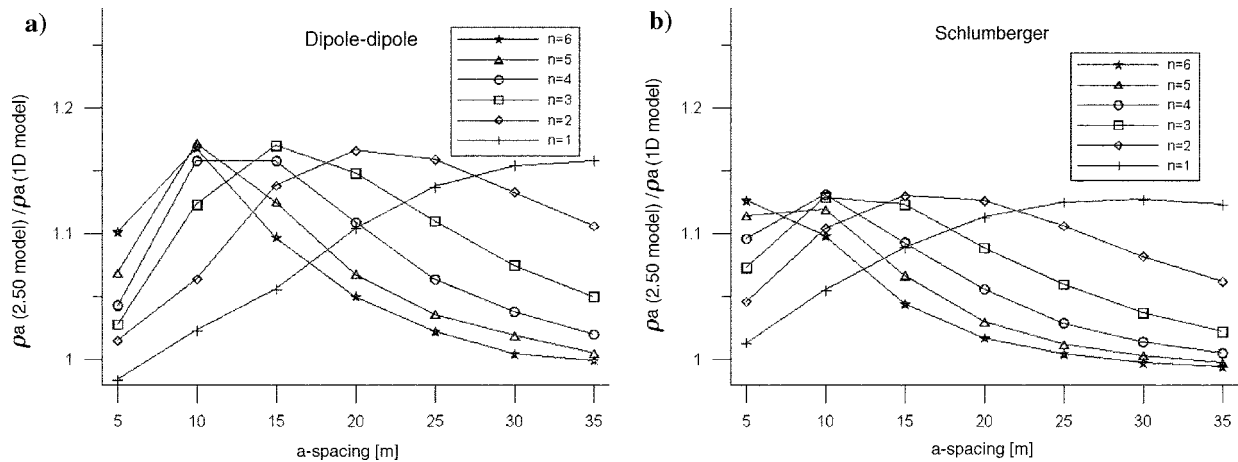 a)
Dipole-dipole
n=6
n=5
n=4
n=3
n=2
n=1
ρa (2.50 model) /ρa (1D model)
1.2
1.1
1
5 10 15 20 25 30 35
a-spacing [m]
b)
Schlumberger
n=6
n=5
n=4
n=3
n=2
n=1
ρa (2.50 model) /ρa (1D model)
1.2
1.1
1
5 10 15 20 25 30 35
a-spacing [m]